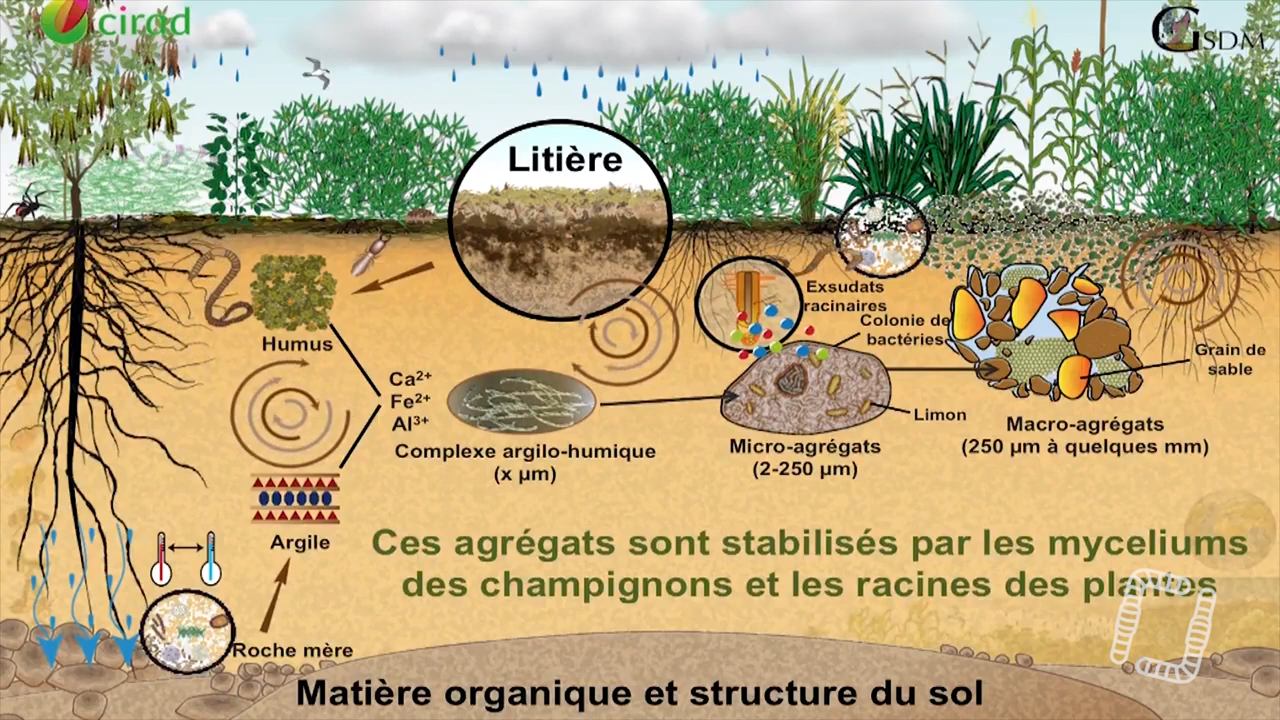 cirad
GSDM
Litière
Exsudats
racinaires
Colonie de
bactéries
Humus
Grain de
sable
Ca²⁺
Fe²⁺
Al³⁺
Limon
Macro-agrégats
(250 µm à quelques mm)
Complexe argilo-humique
(x µm)
Micro-agrégats
(2-250 µm)
Argile
Ces agrégats sont stabilisés par les myceliums
des champignons et les racines des plantes
Roche mère
Matière organique et structure du sol